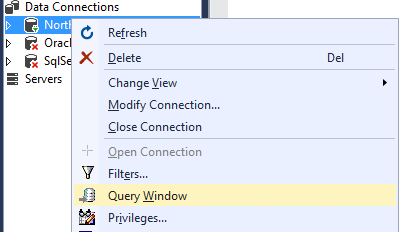 Data Connections
North
Oracl
SqlSe
Servers
Refresh
Delete Del
Change View
Modify Connection...
Close Connection
Open Connection
Filters...
Query Window
Privileges...